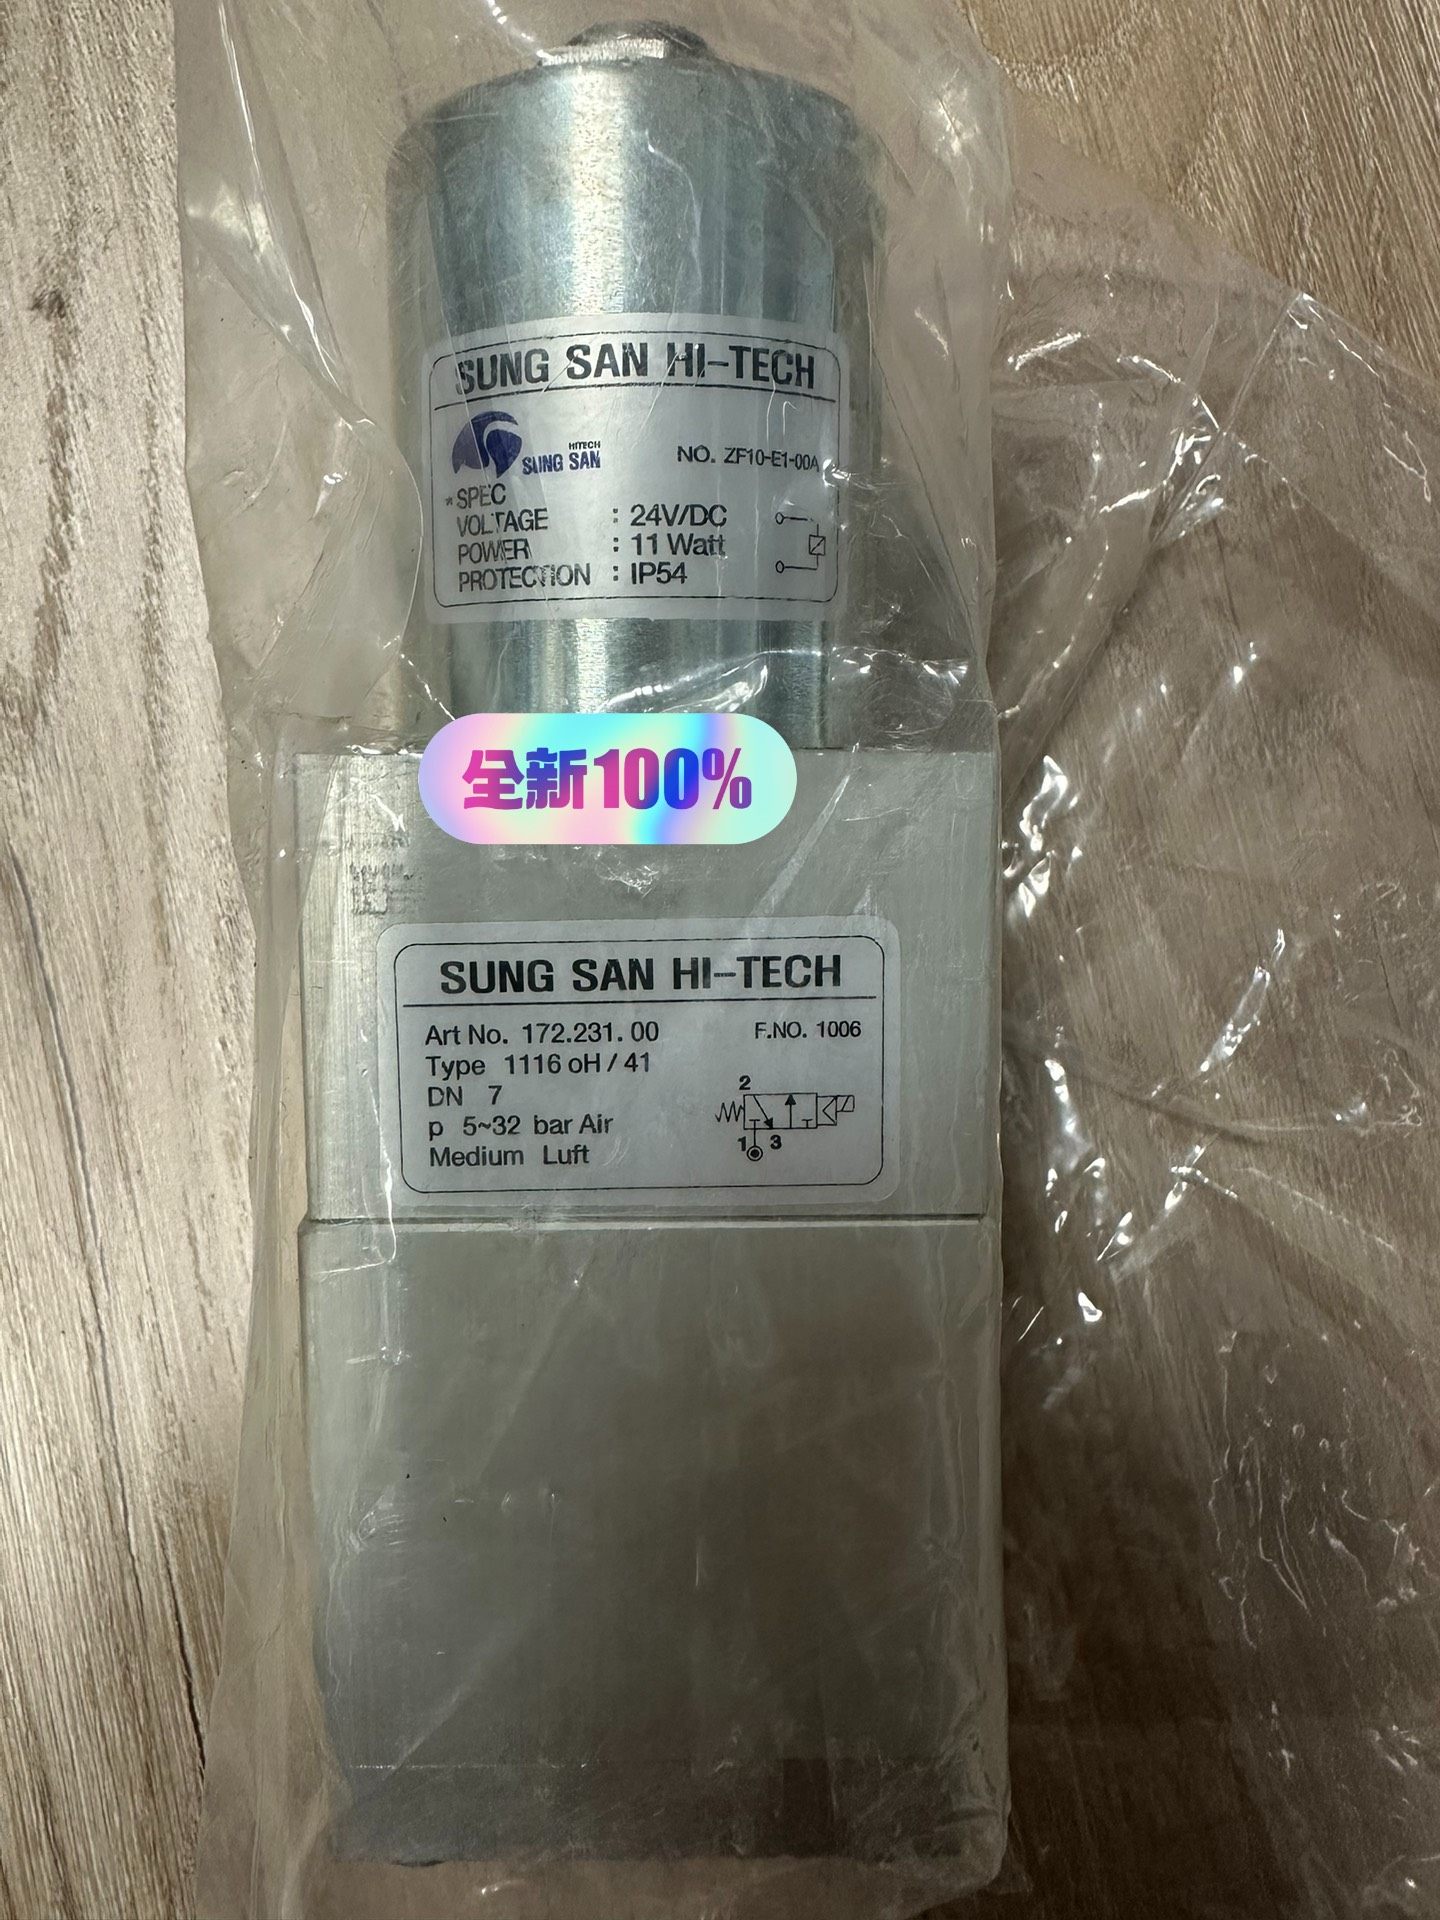 SUNG SAN HI-TECH
HITECH
SUNG SAN
NO. ZF10-E1-00A
*SPEC
VOLTAGE : 24V/DC
POWER : 11 Watt
PROTECTION : IP54
全新100%
SUNG SAN HI-TECH
Art No. 172.231.00 F.NO. 1006
Type 1116 oH / 41
DN 7
p 5~32 bar Air
Medium Luft
2
1 3